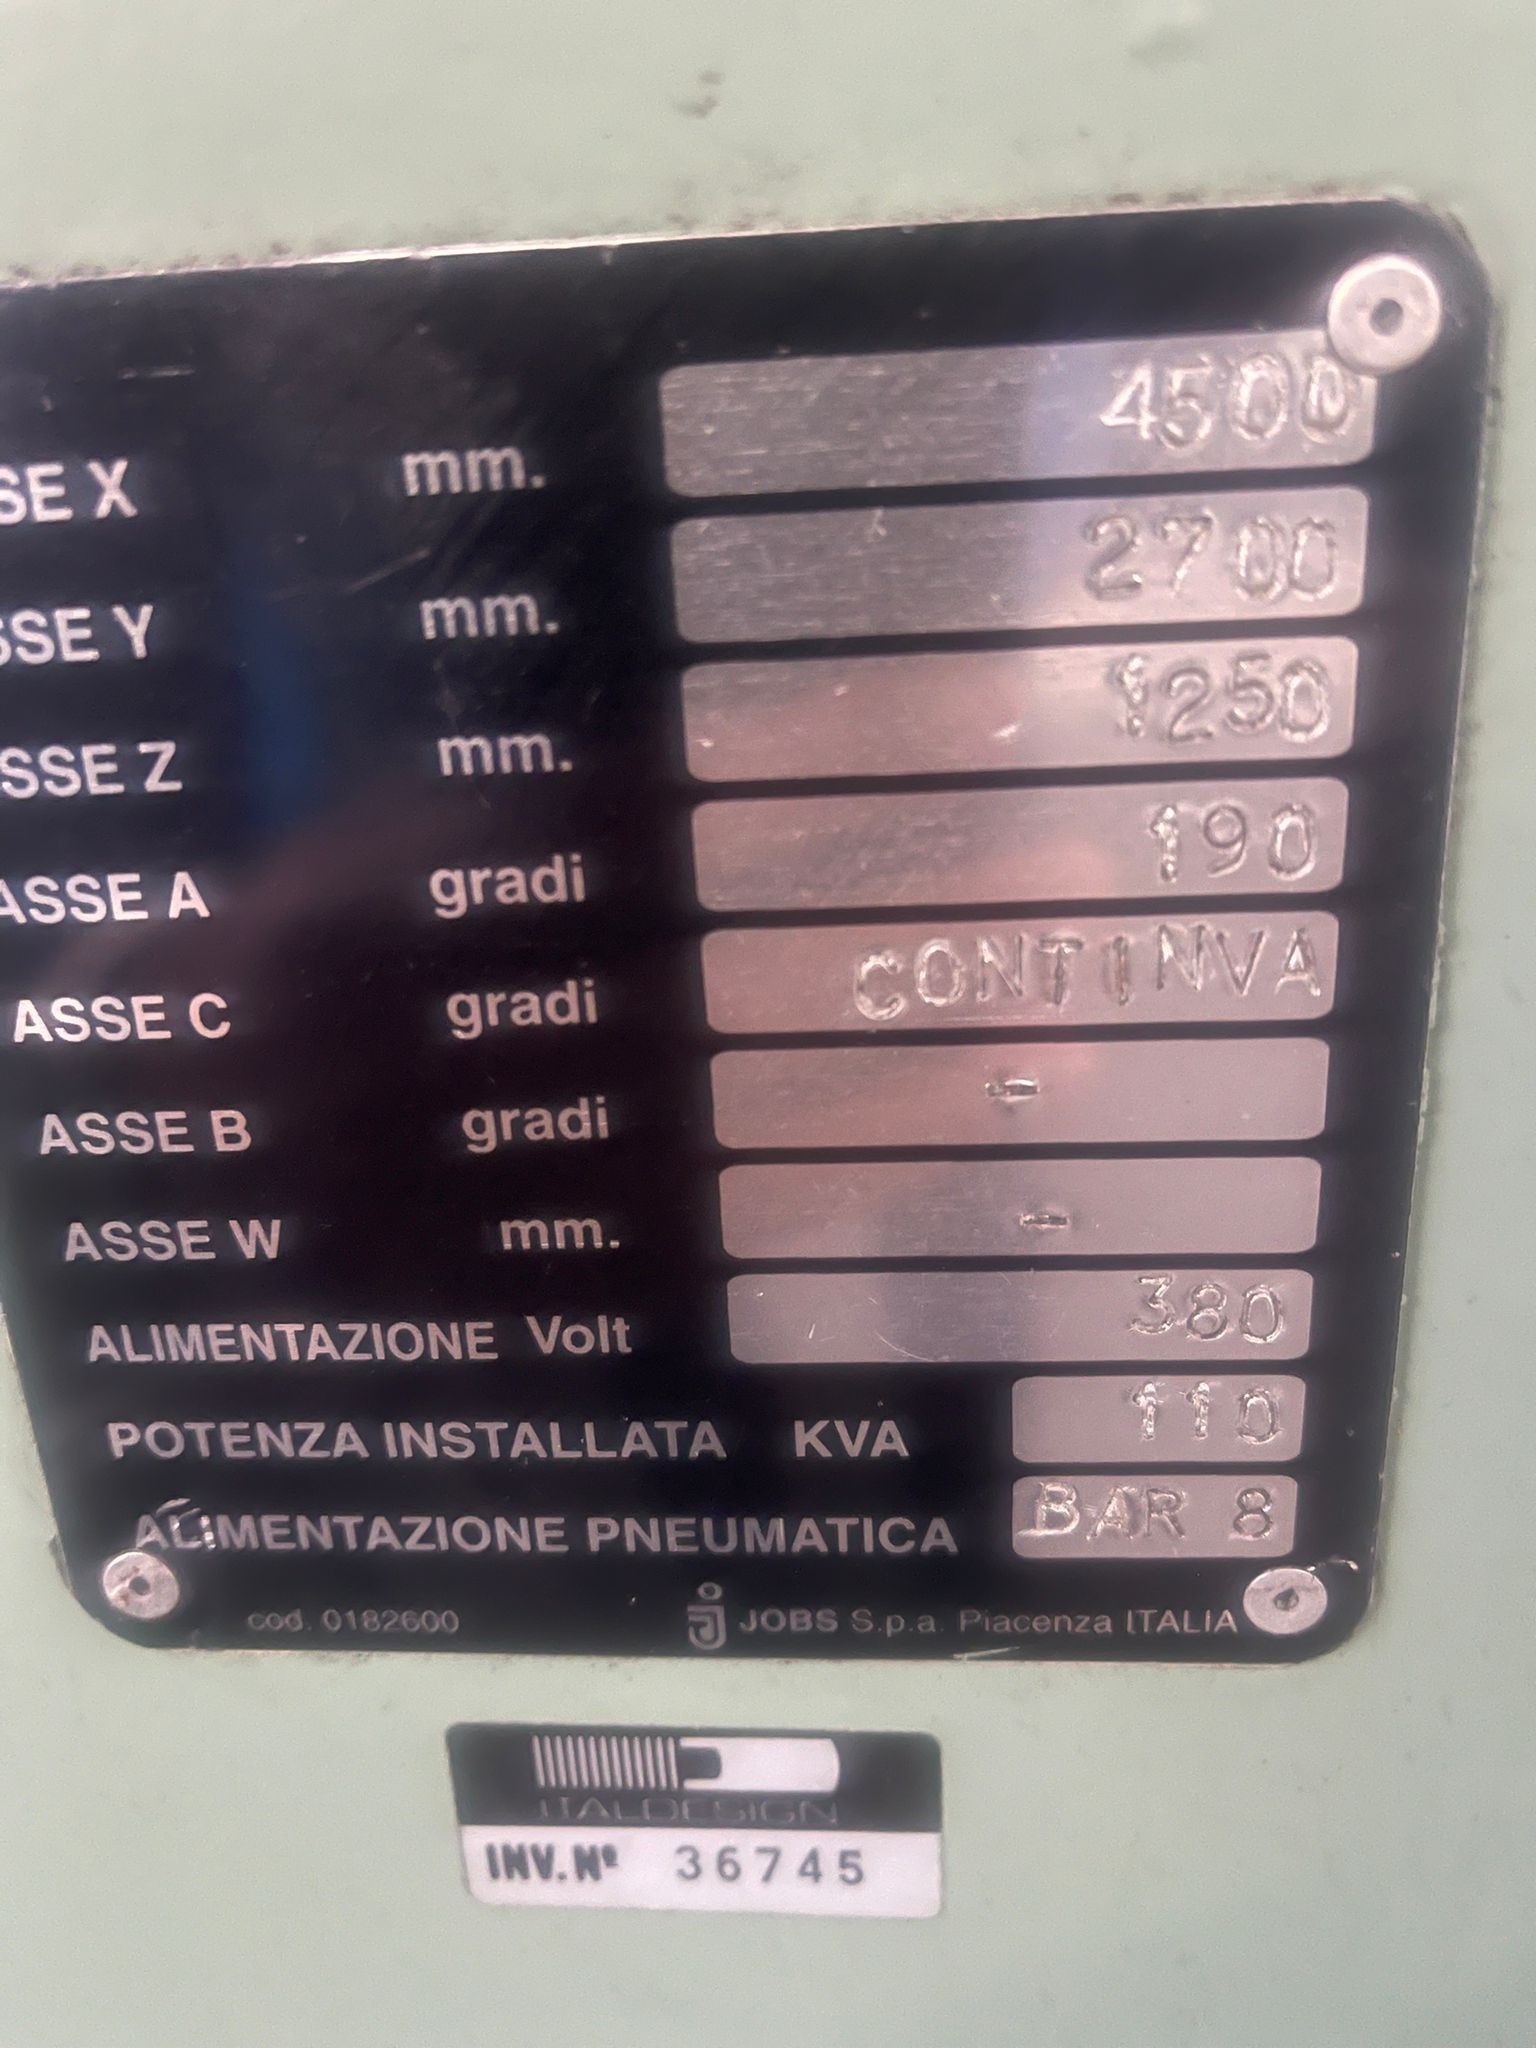 SSE X mm. 4500
SSE Y mm. 2700
SSE Z mm. 1250
ASSE A gradi 190
ASSE C gradi CONTINVA
ASSE B gradi -
ASSE W mm. -
ALIMENTAZIONE Volt 380
POTENZA INSTALLATA KVA 110
ALIMENTAZIONE PNEUMATICA BAR 8
cod. 0182600 JOBS S.p.a. Piacenza ITALIA
ITALDESIGN
INV. Nº 36745